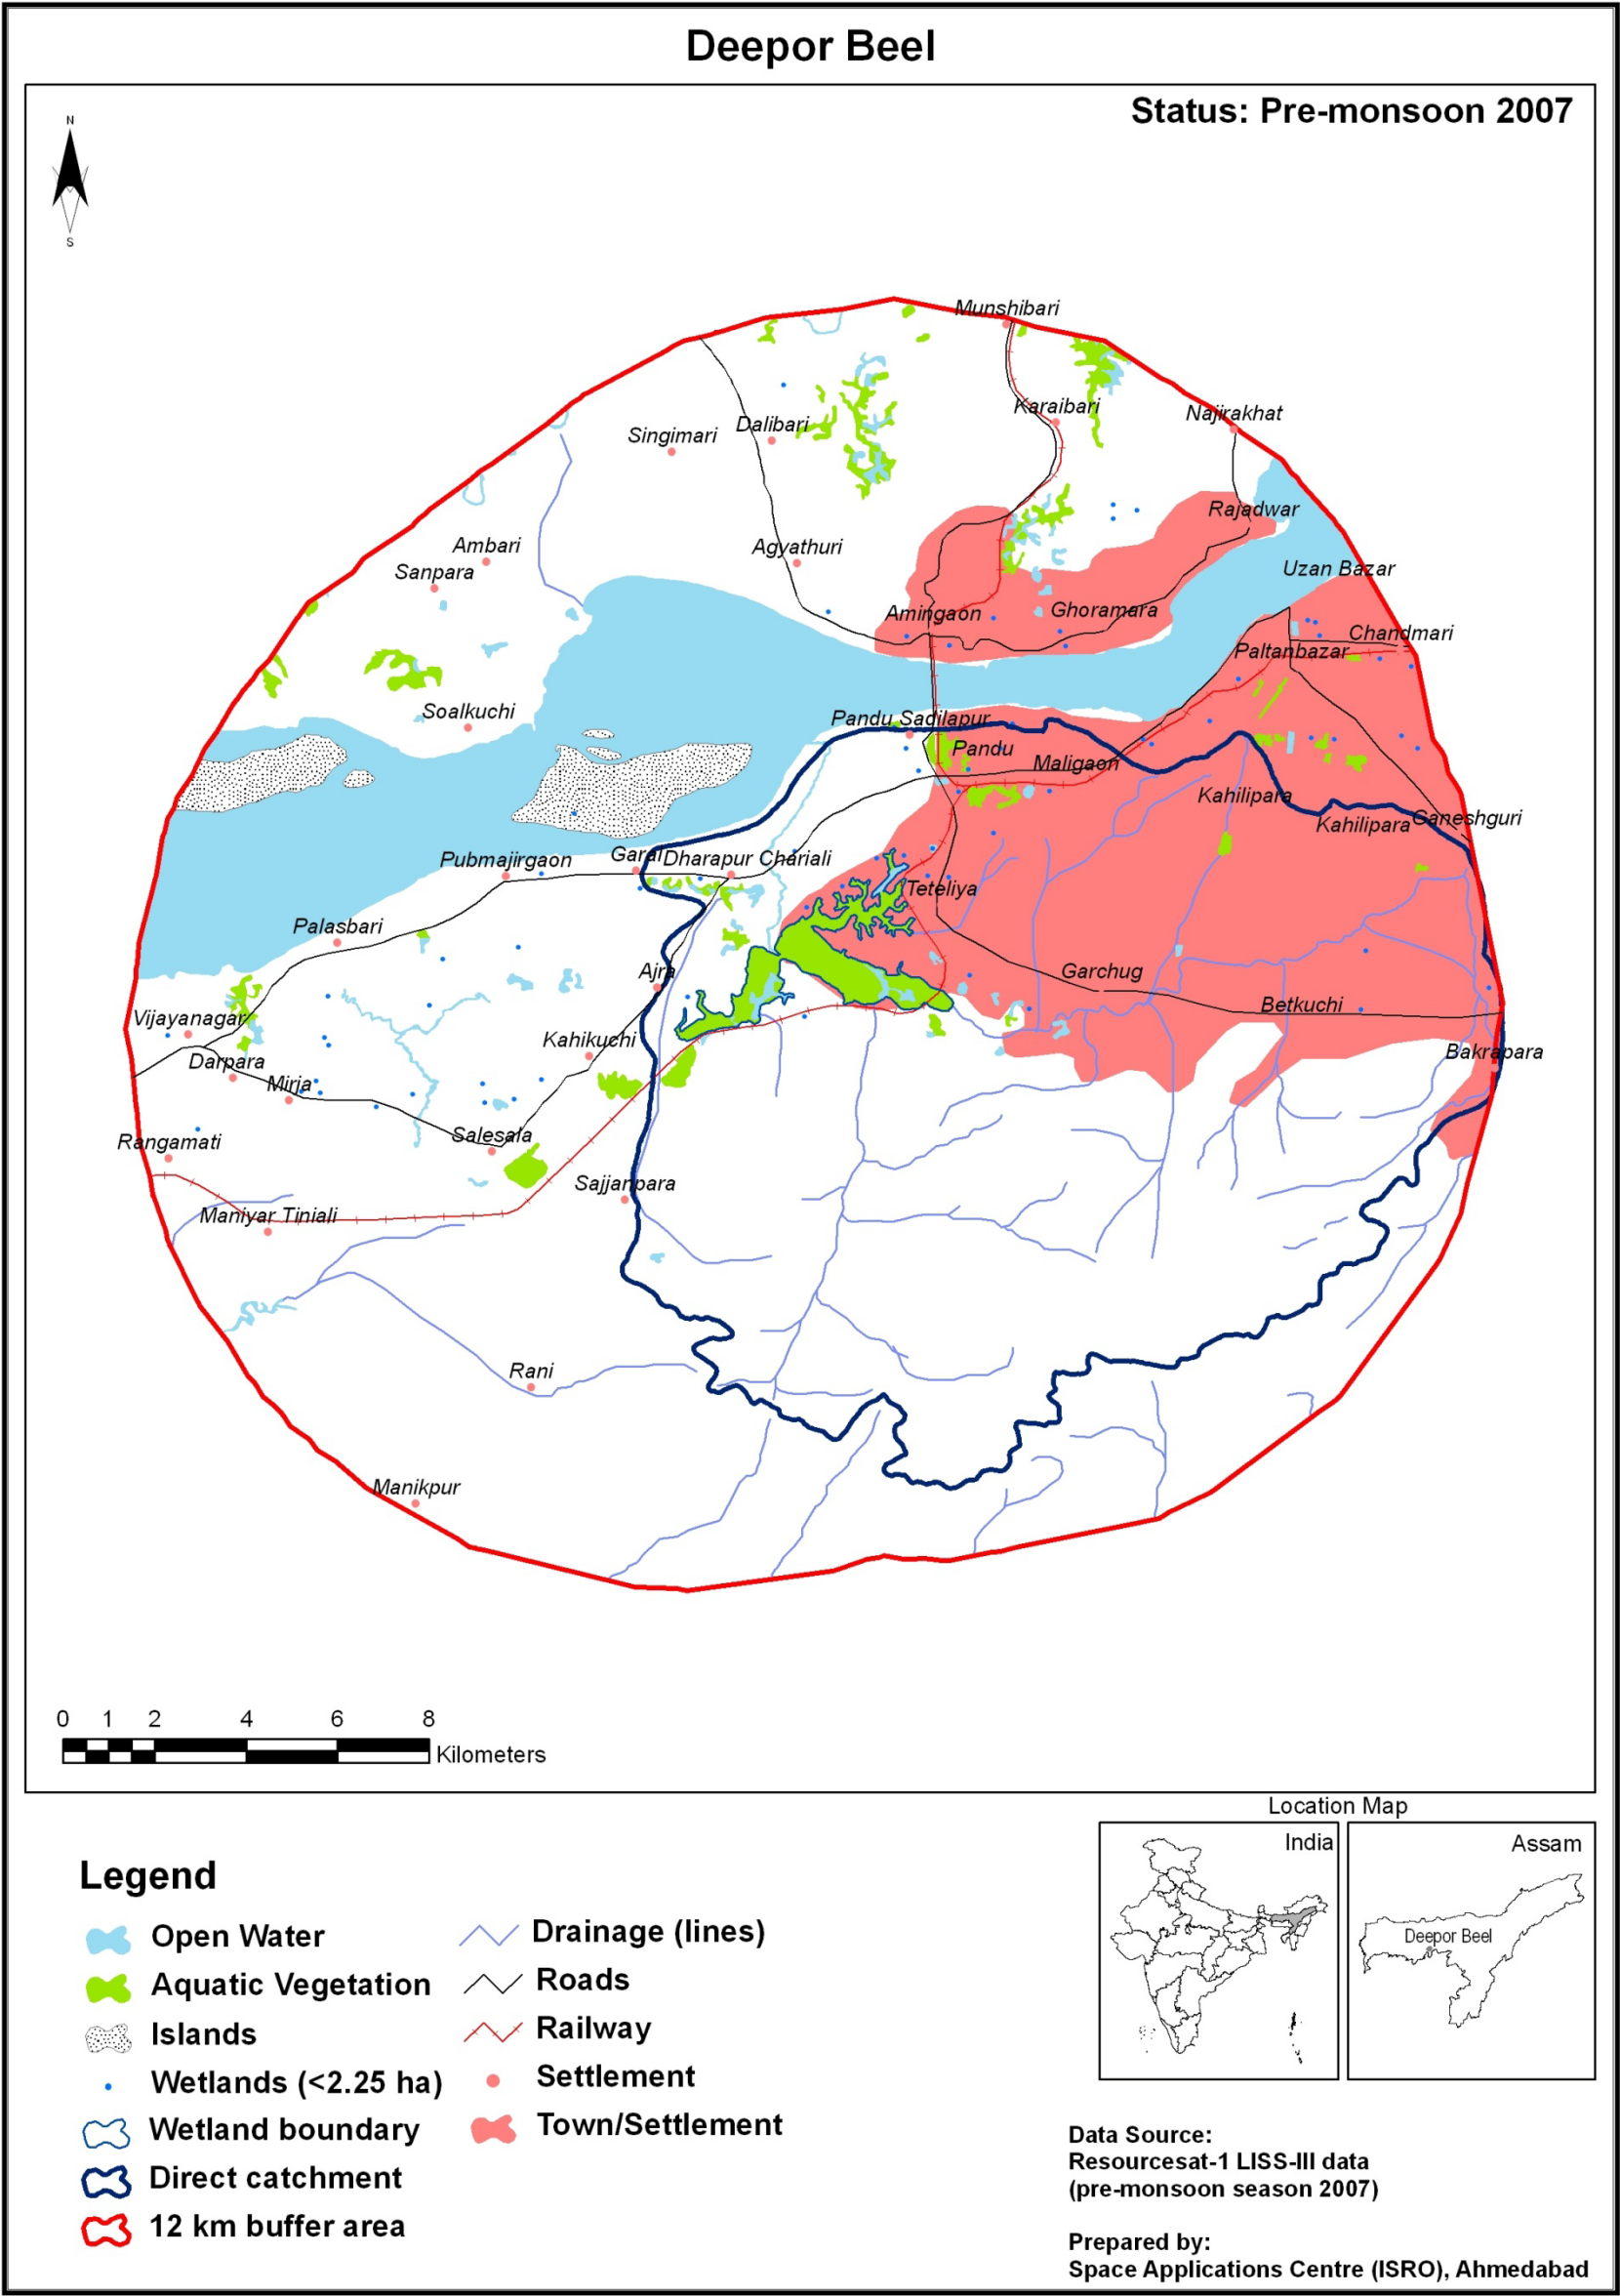 Deepor Beel
Status: Pre-monsoon 2007
N
S
Munshibari
Karaibari
Najirakhat
Dalibari
Singimari
Rajadwar
Ambari
Agyathuri
Sanpara
Uzan Bazar
Amingaon
Ghoramara
Chandmari
Paltanbazar
Soalkuchi
Pandu Sadilapur
Pandu
Maligaon
Kahilipara
Kahilipara
Ganeshguri
Pubmajirgaon
Garal
Dharapur Chariali
Teteliya
Palasbari
Ajra
Garchug
Betkuchi
Vijayanagar
Kahikuchi
Bakrapara
Darpara
Mirja
Rangamati
Salesala
Sajjanpara
Maniyar Tiniali
Rani
Manikpur
0 1 2 4 6 8
Kilometers
Location Map
India
Assam
Deepor Beel
Legend
Open Water
Aquatic Vegetation
Islands
Wetlands (<2.25 ha)
Wetland boundary
Direct catchment
12 km buffer area
Drainage (lines)
Roads
Railway
Settlement
Town/Settlement
Data Source:
Resourcesat-1 LISS-III data
(pre-monsoon season 2007)
Prepared by:
Space Applications Centre (ISRO), Ahmedabad